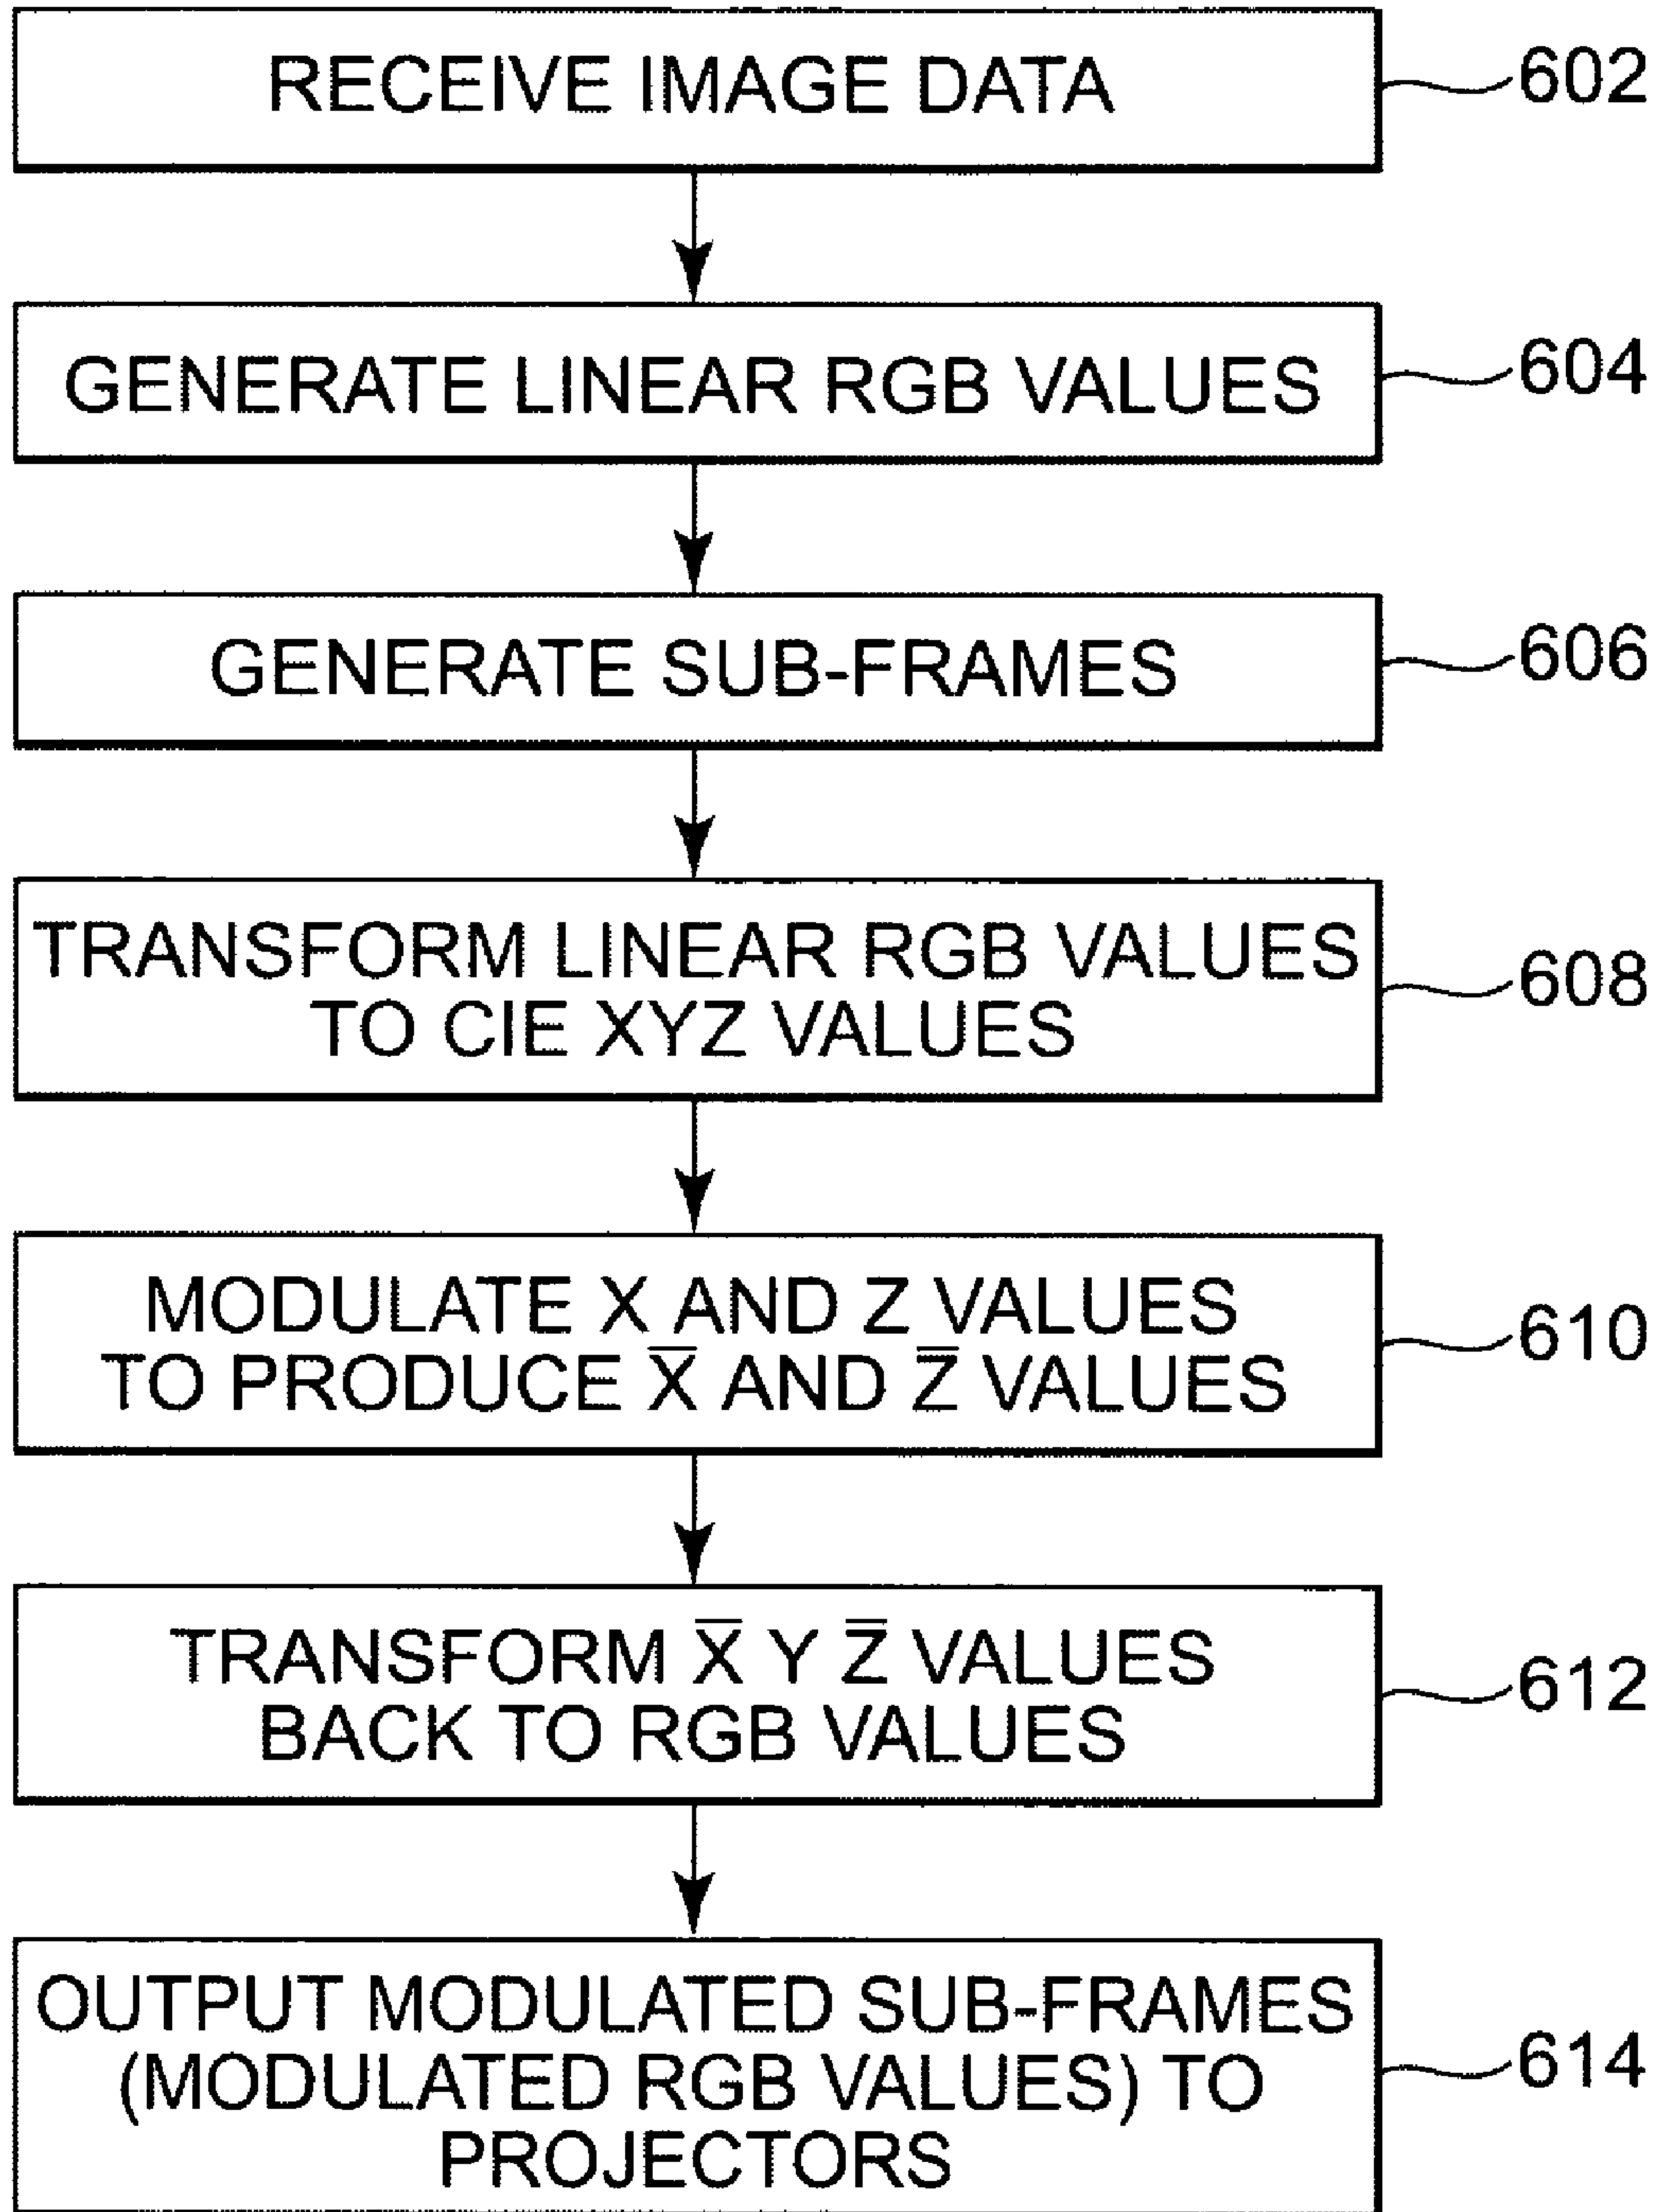 RECEIVE IMAGE DATA
602
GENERATE LINEAR RGB VALUES
604
GENERATE SUB-FRAMES
606
TRANSFORM LINEAR RGB VALUES
TO CIE XYZ VALUES
608
MODULATE X AND Z VALUES
TO PRODUCE X̅ AND Z̅ VALUES
610
TRANSFORM X̅ Y Z̅ VALUES
BACK TO RGB VALUES
612
OUTPUT MODULATED SUB-FRAMES
(MODULATED RGB VALUES) TO
PROJECTORS
614